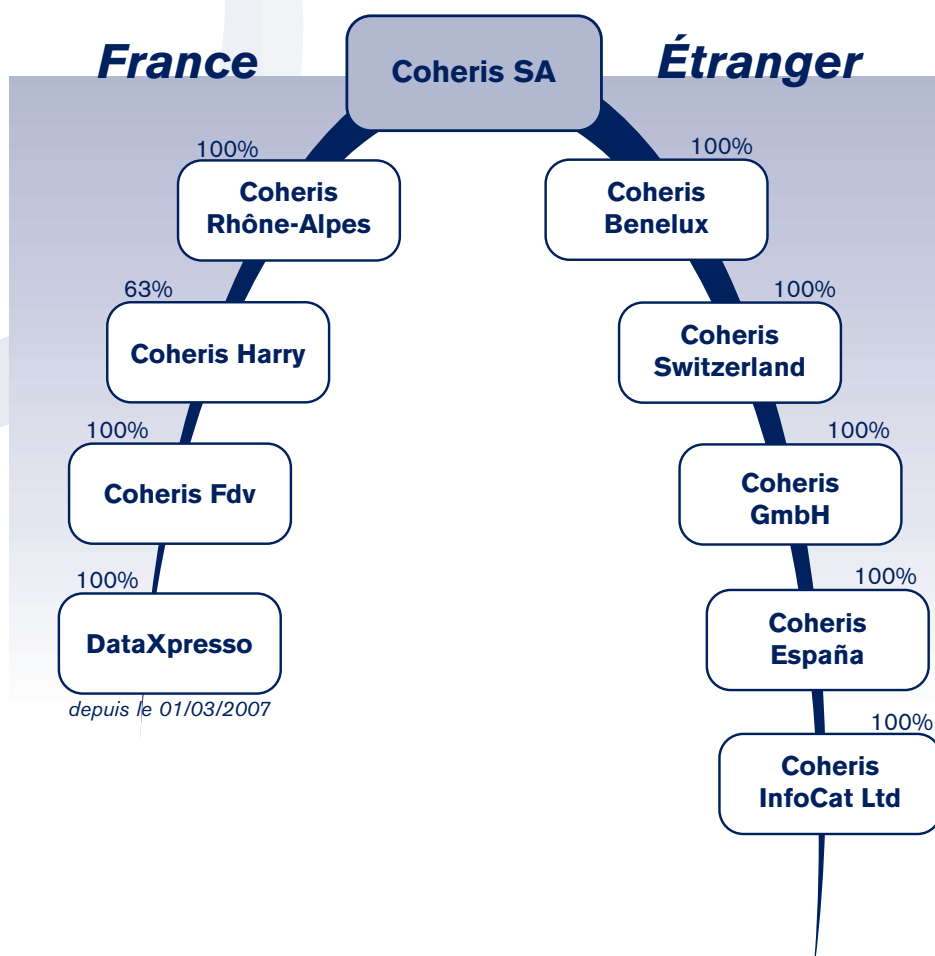 France
Coheris SA
Étranger
100%
Coheris
Rhône-Alpes
63%
Coheris Harry
100%
Coheris Fdv
100%
DataXpresso
depuis le 01/03/2007
100%
Coheris
Benelux
100%
Coheris
Switzerland
100%
Coheris
GmbH
100%
Coheris
España
100%
Coheris
InfoCat Ltd